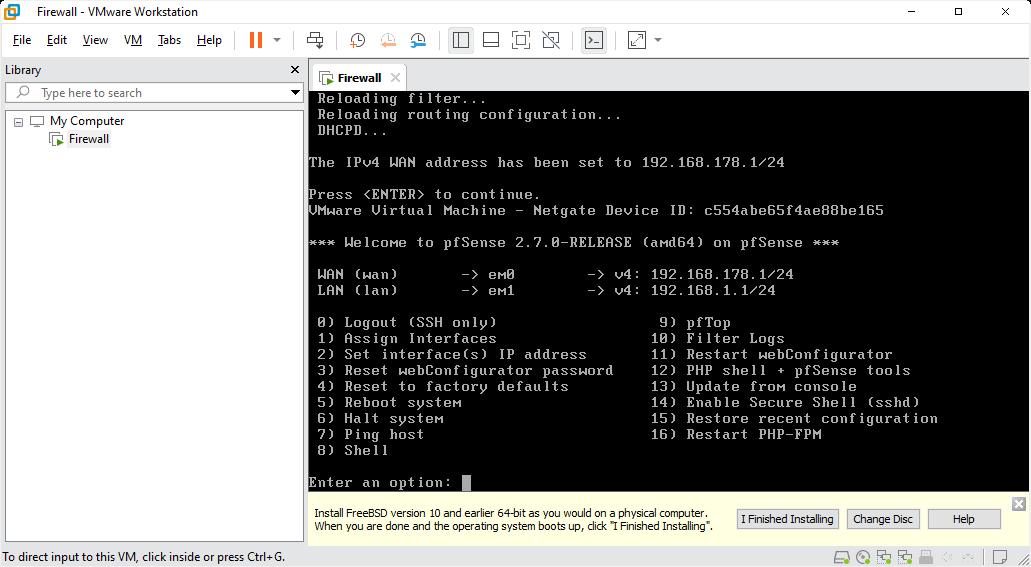 Firewall - VMware Workstation
File Edit View VM Tabs Help
Library
Type here to search
My Computer
Firewall
Firewall
Reloading filter...
Reloading routing configuration...
DHCPD...
The IPv4 WAN address has been set to 192.168.178.1/24
Press <ENTER> to continue.
VMware Virtual Machine - Netgate Device ID: c554abe65f4ae88be165
*** Welcome to pfSense 2.7.0-RELEASE (amd64) on pfSense ***
WAN (wan) -> em0 -> v4: 192.168.178.1/24
LAN (lan) -> em1 -> v4: 192.168.1.1/24
0) Logout (SSH only) 9) pfTop
1) Assign Interfaces 10) Filter Logs
2) Set interface(s) IP address 11) Restart webConfigurator
3) Reset webConfigurator password 12) PHP shell + pfSense tools
4) Reset to factory defaults 13) Update from console
5) Reboot system 14) Enable Secure Shell (sshd)
6) Halt system 15) Restore recent configuration
7) Ping host 16) Restart PHP-FPM
8) Shell
Enter an option:
Install FreeBSD version 10 and earlier 64-bit as you would on a physical computer.
When you are done and the operating system boots up, click "I Finished Installing".
I Finished Installing Change Disc Help
To direct input to this VM, click inside or press Ctrl+G.